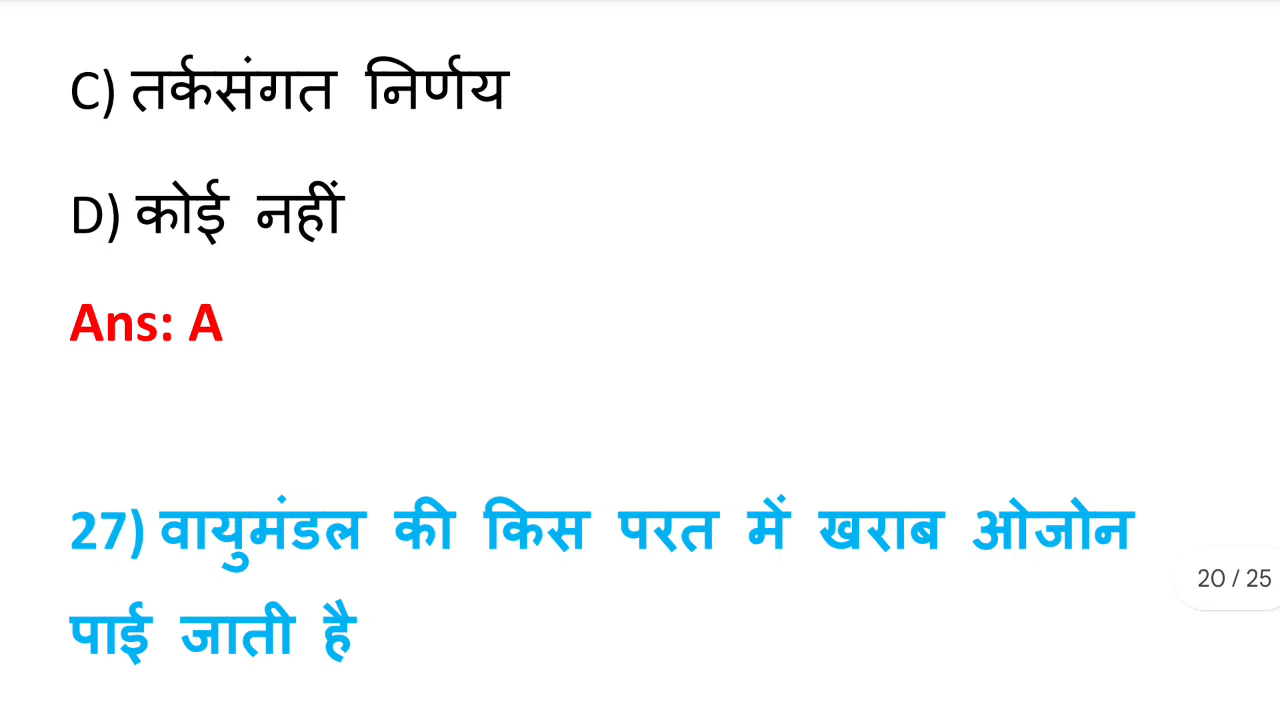 C) तर्कसंगत निर्णय
D) कोई नहीं
Ans: A
27) वायुमंडल की किस परत में खराब ओजोन
20 / 25
पाई जाती है